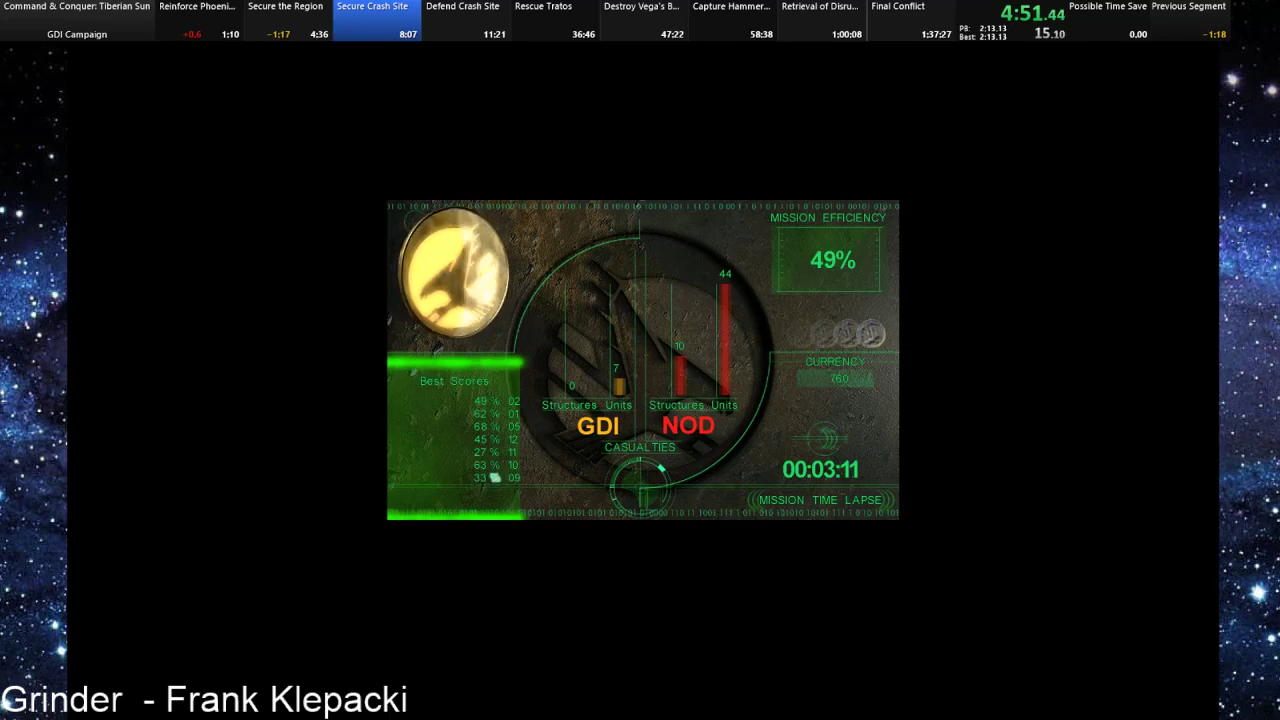 Command & Conquer: Tiberian Sun
GDI Campaign
Reinforce Phoeni...
+0.6 1:10
Secure the Region
−1:17 4:36
Secure Crash Site
8:07
Defend Crash Site
11:21
Rescue Tratos
36:46
Destroy Vega's B...
47:22
Capture Hammer...
58:38
Retrieval of Disru...
1:00:08
Final Conflict
1:37:27
4:51.44
PB: 2:13.13
Best: 2:13.13
15.10
Possible Time Save
0.00
Previous Segment
−1:18
MISSION EFFICIENCY
49%
44
10
7
0
CURRENCY
760
Best Scores
49 % 02
62 % 01
68 % 05
45 % 12
27 % 11
63 % 10
33 09
Structures Units
Structures Units
GDI
NOD
CASUALTIES
00:03:11
MISSION TIME LAPSE
Grinder - Frank Klepacki